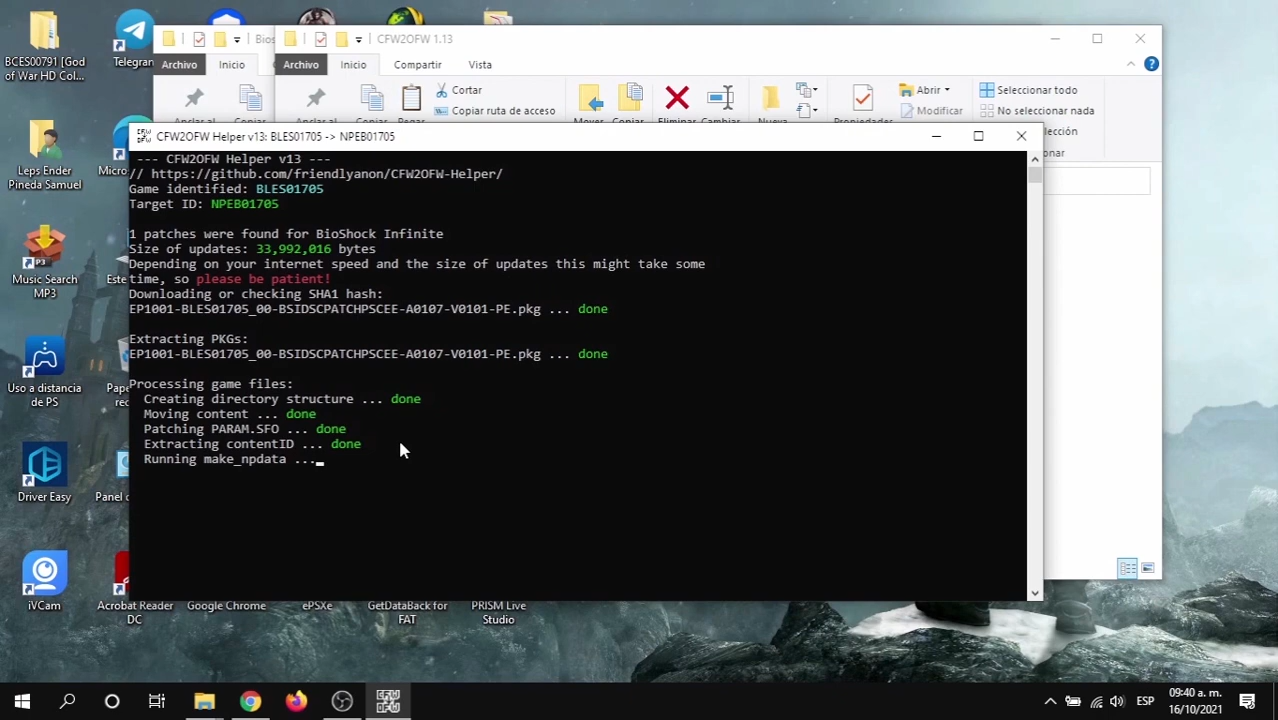 BCES00791 [God
of War HD Col...
Telegram
Leps Ender
Pineda Samuel
Music Search
MP3
Uso a distancia
de PS
Driver Easy
iVCam
Acrobat Reader
DC
Google Chrome
ePSXe
GetDataBack for
FAT
PRISM Live
Studio
CFW2OFW 1.13
Archivo
Inicio
Archivo
Inicio
Compartir
Vista
Cortar
Copiar ruta de acceso
Abrir
Modificar
Seleccionar todo
No seleccionar nada
CFW2OFW Helper v13: BLES01705 -> NPEB01705
--- CFW2OFW Helper v13 ---
// https://github.com/friendlyanon/CFW2OFW-Helper/
Game identified: BLES01705
Target ID: NPEB01705
1 patches were found for BioShock Infinite
Size of updates: 33,992,016 bytes
Depending on your internet speed and the size of updates this might take some
time, so please be patient!
Downloading or checking SHA1 hash:
EP1001-BLES01705_00-BSIDSCPATCHPSCEE-A0107-V0101-PE.pkg ... done
Extracting PKGs:
EP1001-BLES01705_00-BSIDSCPATCHPSCEE-A0107-V0101-PE.pkg ... done
Processing game files:
Creating directory structure ... done
Moving content ... done
Patching PARAM.SFO ... done
Extracting contentID ... done
Running make_npdata ...
ESP
09:40 a. m.
16/10/2021